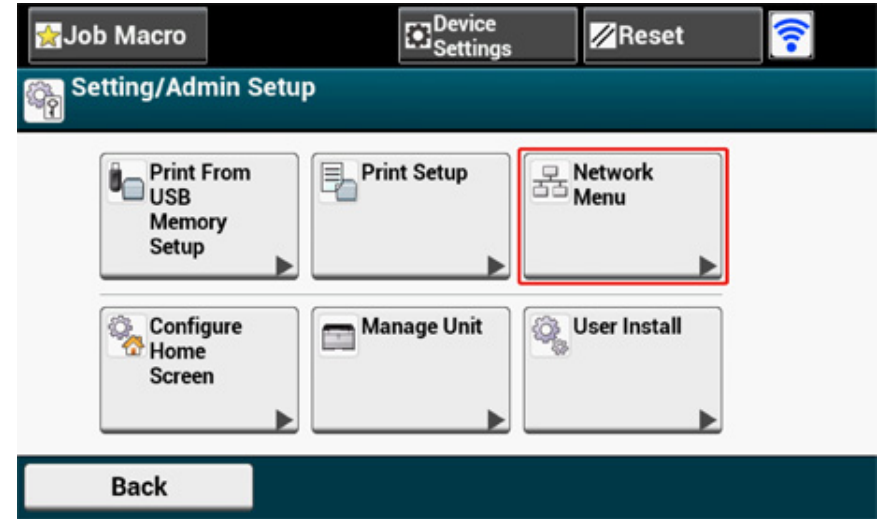 Job Macro
Device
Settings
Reset
Setting/Admin Setup
Print From
USB
Memory
Setup
Print Setup
Network
Menu
Configure
Home
Screen
Manage Unit
User Install
Back